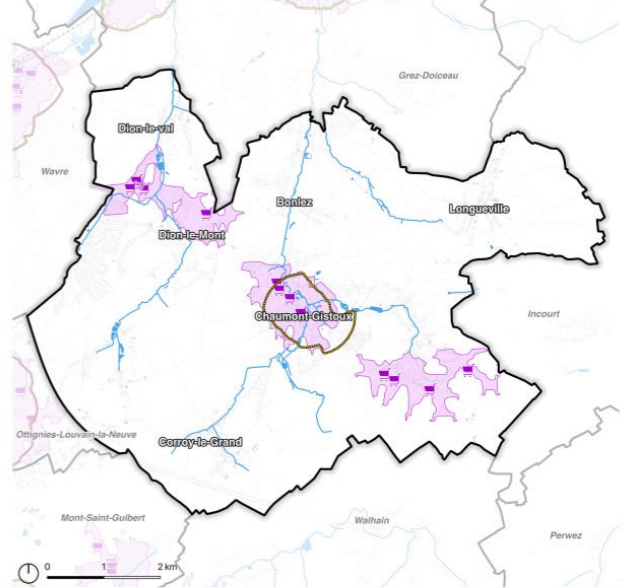 Grez-Doiceau
Dion-le-val
Wavre
Bonlez
Longueville
Dion-le-Mont
Incourt
Chaumont-Gistoux
Ottignies-Louvain-la-Neuve
Corroy-le-Grand
Mont-Saint-Guibert
Walhain
Perwez
0 1 2 km